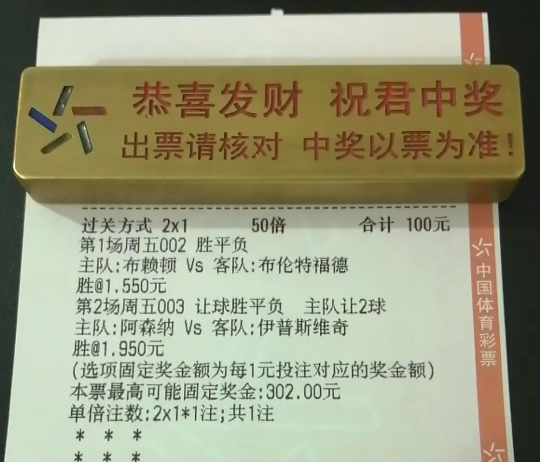 恭喜发财 祝君中奖
出票请核对 中奖以票为准!
过关方式 2x1 50倍 合计 100元
第1场周五002 胜平负
主队:布赖顿 Vs 客队:布伦特福德
胜@1.550元
第2场周五003 让球胜平负 主队让2球
主队:阿森纳 Vs 客队:伊普斯维奇
胜@1.950元
(选项固定奖金额为每1元投注对应的奖金额)
本票最高可能固定奖金:302.00元
单倍注数:2x1*1注;共1注
* * *
* * *
中国体育彩票